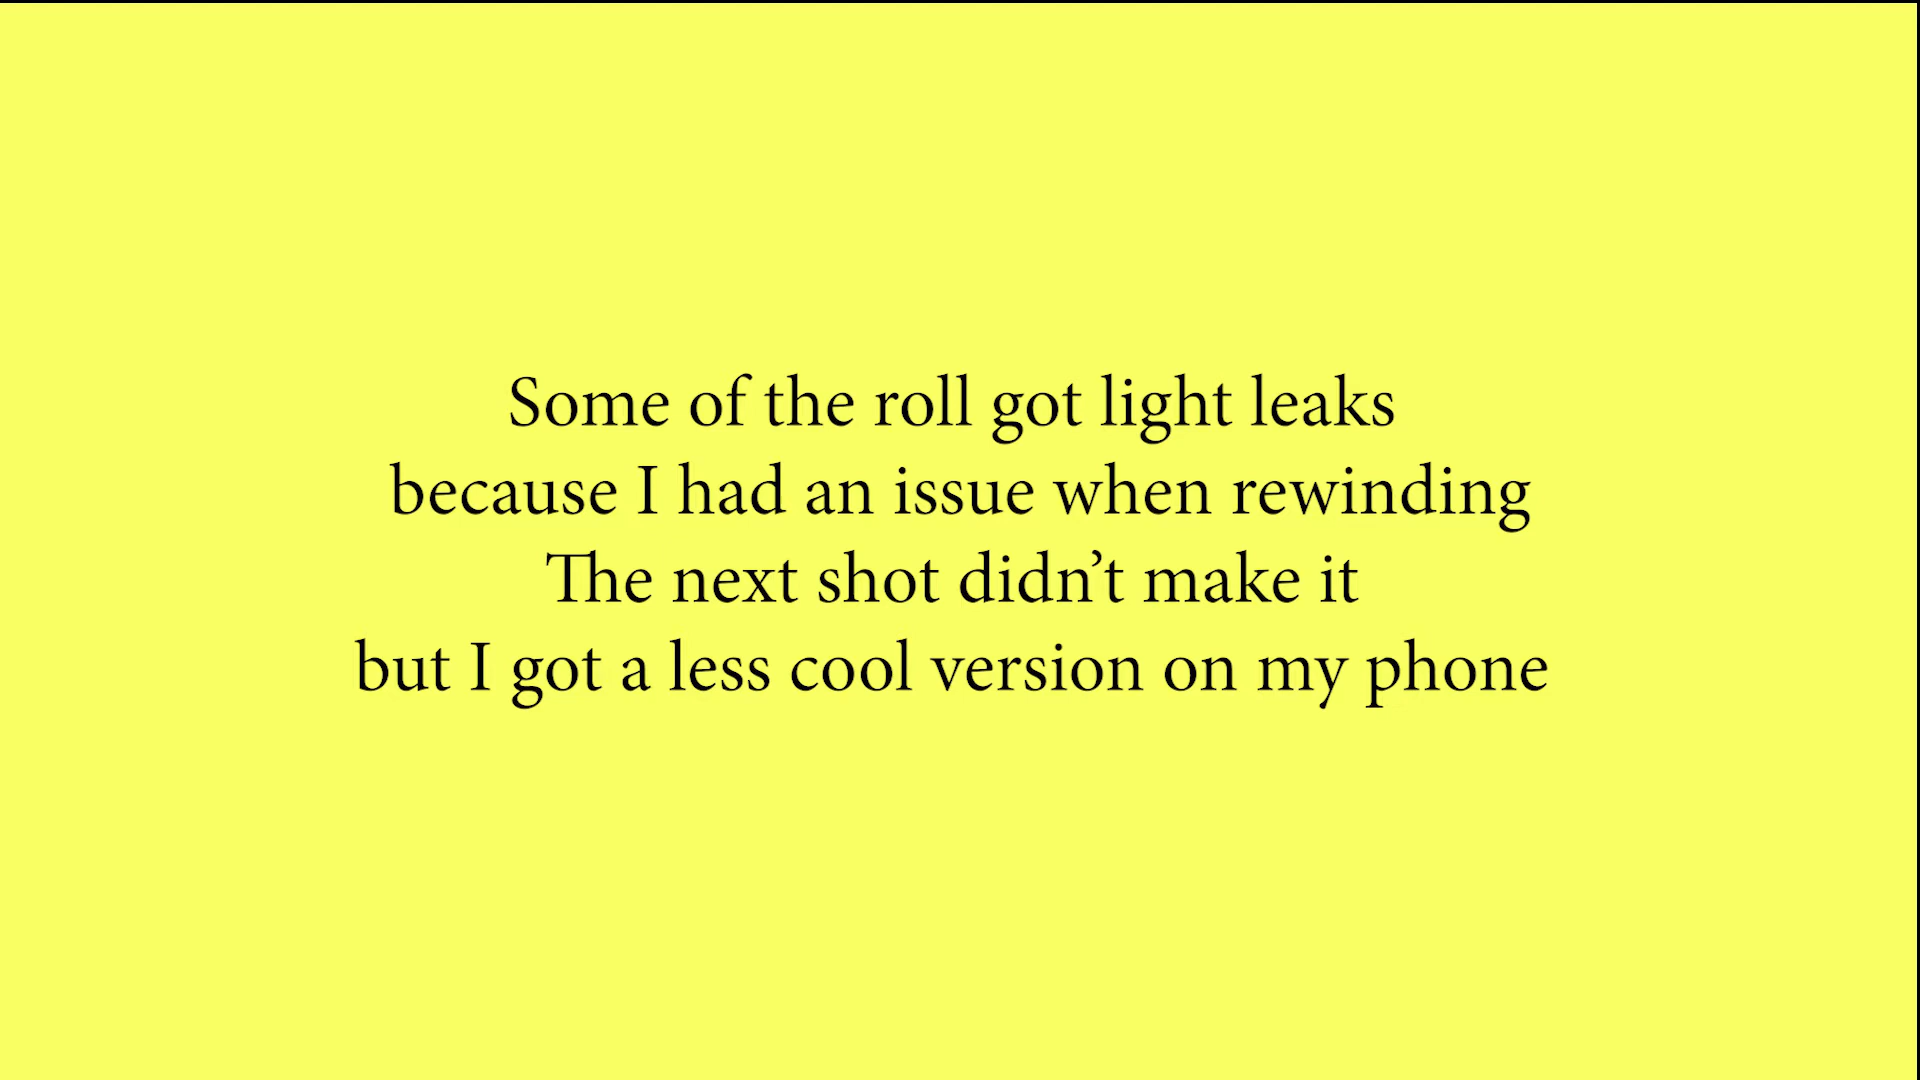 Some of the roll got light leaks
because I had an issue when rewinding
The next shot didn’t make it
but I got a less cool version on my phone